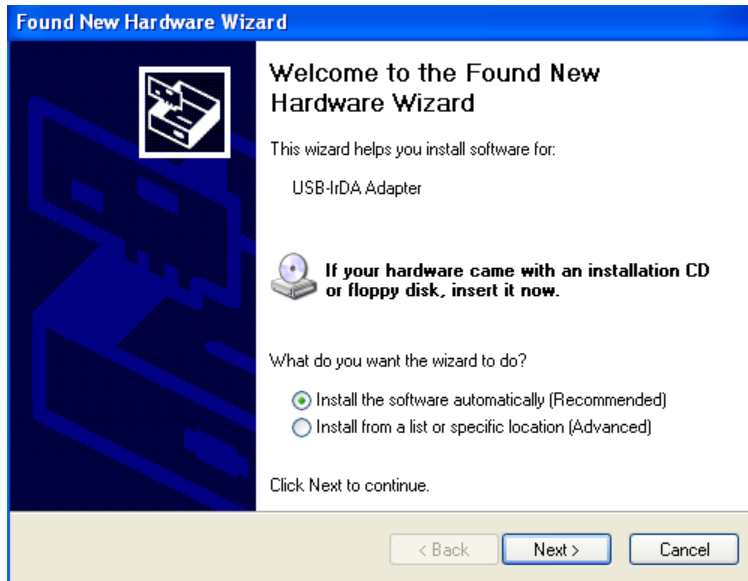 Found New Hardware Wizard
Welcome to the Found New
Hardware Wizard
This wizard helps you install software for:
USB-IrDA Adapter
If your hardware came with an installation CD
or floppy disk, insert it now.
What do you want the wizard to do?
Install the software automatically (Recommended)
Install from a list or specific location (Advanced)
Click Next to continue.
< Back Next > Cancel